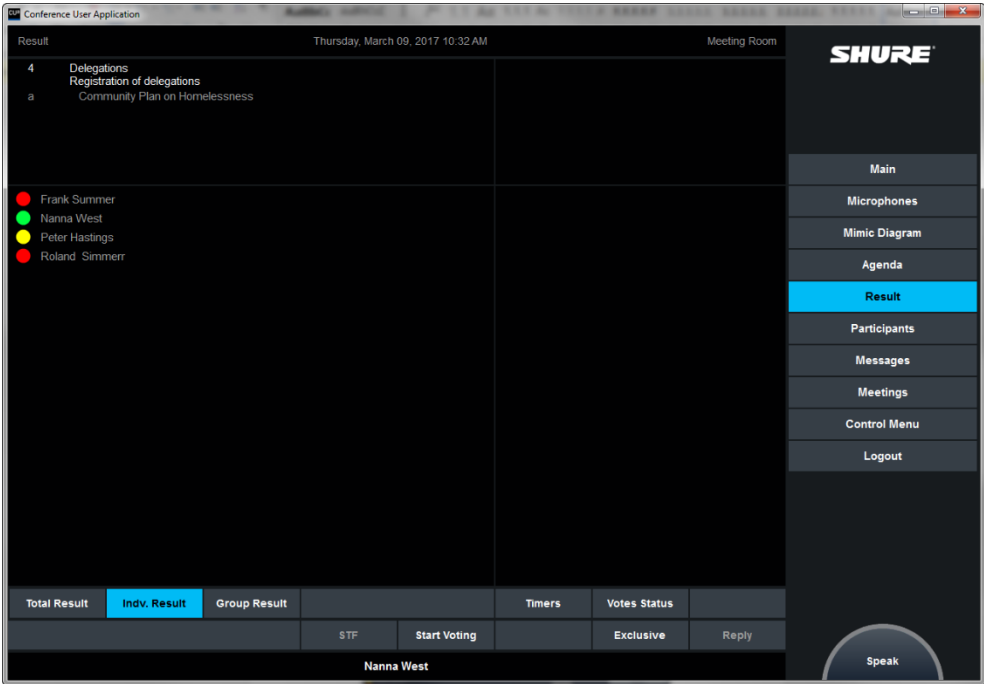 CUA Conference User Application
Result Thursday, March 09, 2017 10:32 AM Meeting Room
SHURE
4 Delegations
Registration of delegations
a Community Plan on Homelessness
Main
Frank Summer
Microphones
Nanna West
Mimic Diagram
Peter Hastings
Roland Simmerr
Agenda
Result
Participants
Messages
Meetings
Control Menu
Logout
Total Result Indv. Result Group Result Timers Votes Status
STF Start Voting Exclusive Reply
Nanna West
Speak